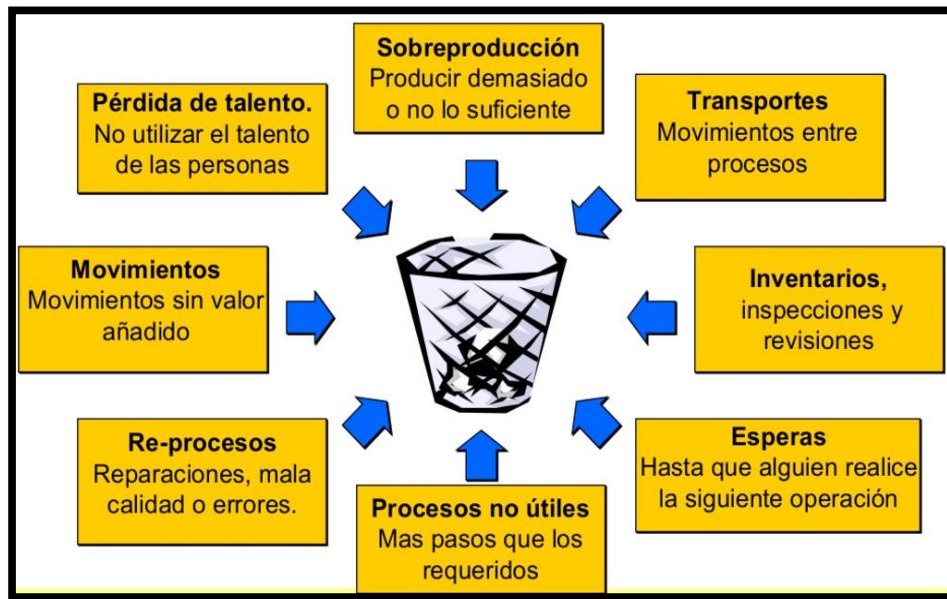 Sobreproducción
Producir demasiado
o no lo suficiente
Pérdida de talento.
No utilizar el talento
de las personas
Transportes
Movimientos entre
procesos
Movimientos
Movimientos sin valor
añadido
Inventarios,
inspecciones y
revisiones
Re-procesos
Reparaciones, mala
calidad o errores.
Esperas
Hasta que alguien realice
la siguiente operación
Procesos no útiles
Mas pasos que los
requeridos